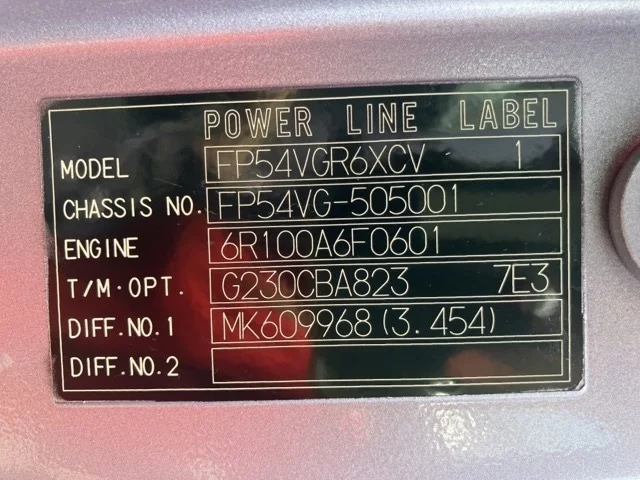 POWER LINE LABEL
MODEL FP54VGR6XCV 1
CHASSIS NO. FP54VG-505001
ENGINE 6R100A6F0601
T/M·OPT. G230CBA823 7E3
DIFF.NO.1 MK609968(3.454)
DIFF.NO.2